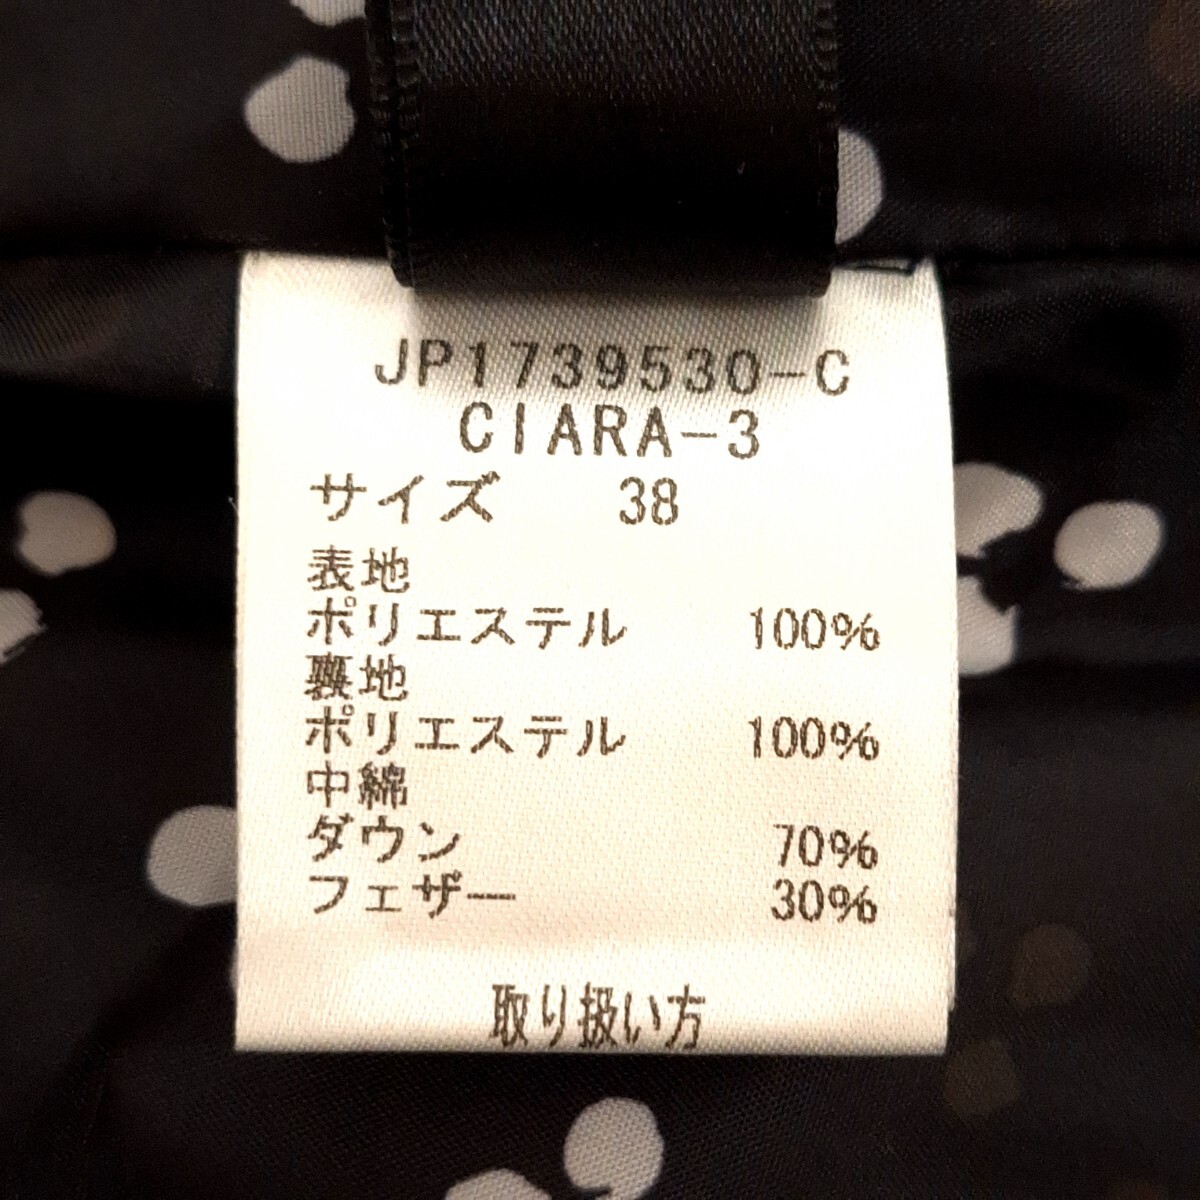 JP1739530-C
CIARA-3
サイズ 38
表地
ポリエステル 100%
裏地
ポリエステル 100%
中綿
ダウン 70%
フェザー 30%
取り扱い方